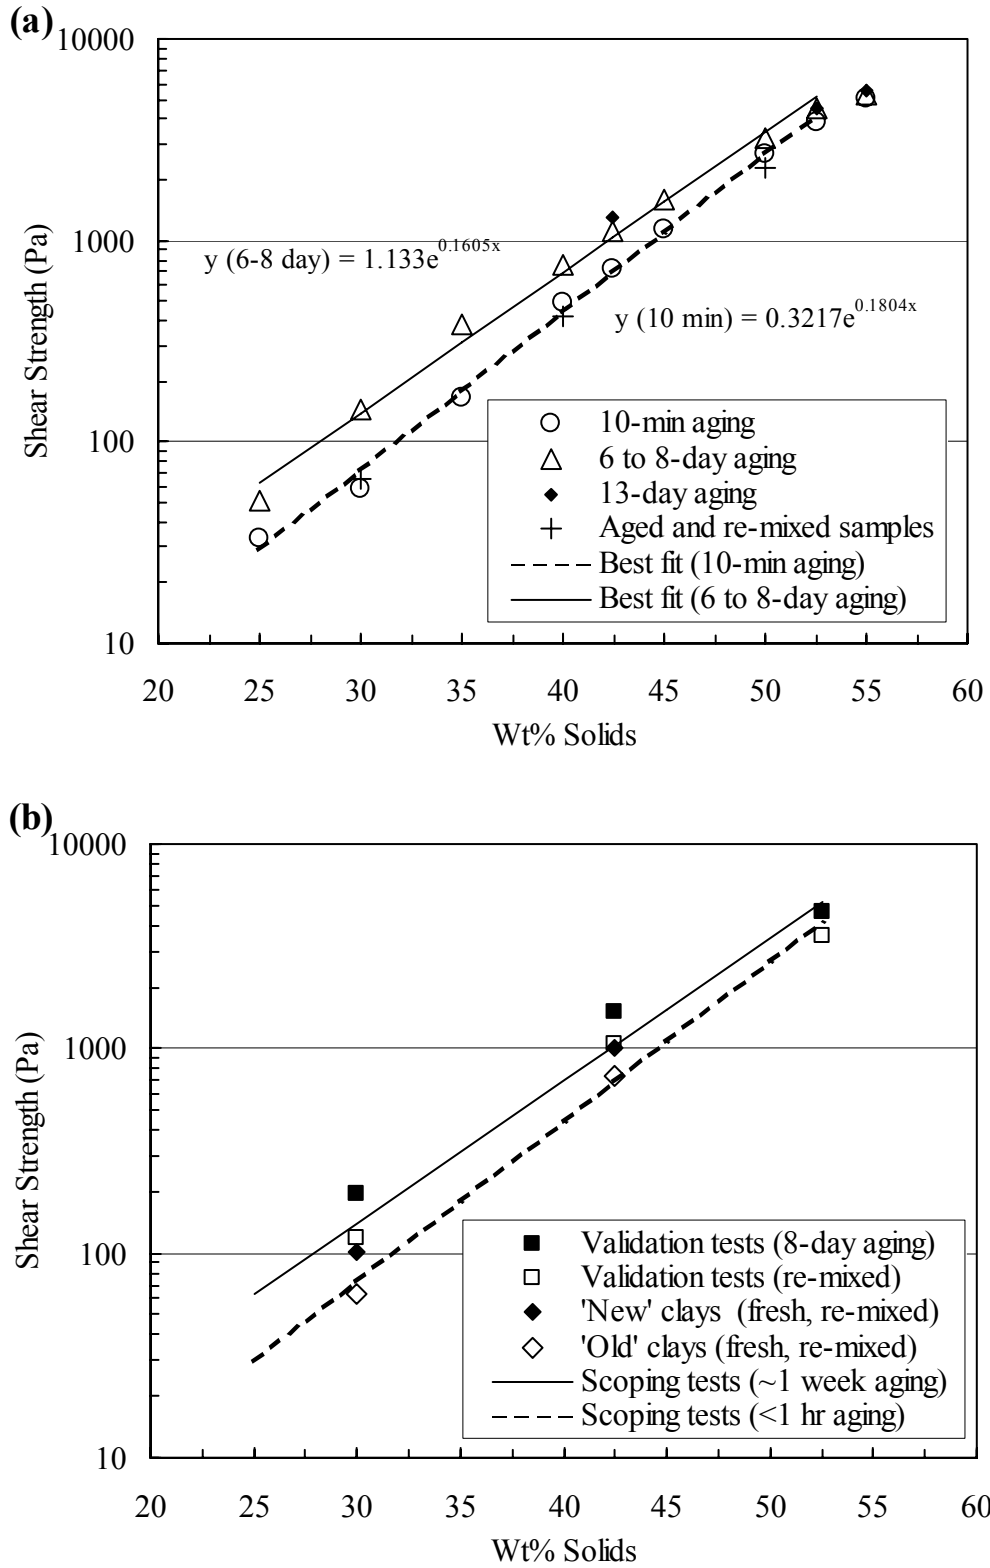 (a)
10000
1000
100
10
Shear Strength (Pa)
y (6-8 day) = 1.133e^0.1605x
y (10 min) = 0.3217e^0.1804x
10-min aging
6 to 8-day aging
13-day aging
Aged and re-mixed samples
Best fit (10-min aging)
Best fit (6 to 8-day aging)
20 25 30 35 40 45 50 55 60
Wt% Solids
(b)
10000
1000
100
10
Shear Strength (Pa)
Validation tests (8-day aging)
Validation tests (re-mixed)
'New' clays (fresh, re-mixed)
'Old' clays (fresh, re-mixed)
Scoping tests (~1 week aging)
Scoping tests (<1 hr aging)
20 25 30 35 40 45 50 55 60
Wt% Solids